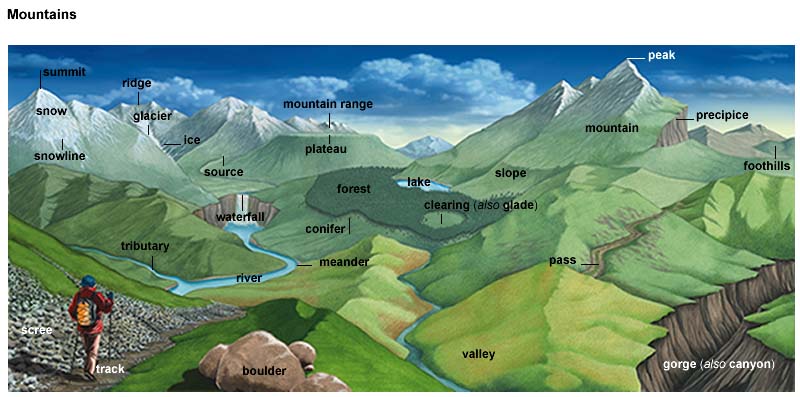 Mountains
peak
summit
ridge
mountain range
snow
glacier
precipice
mountain
ice
plateau
snowline
foothills
source
slope
lake
forest
clearing (also glade)
waterfall
conifer
tributary
pass
meander
river
scree
valley
gorge (also canyon)
track
boulder